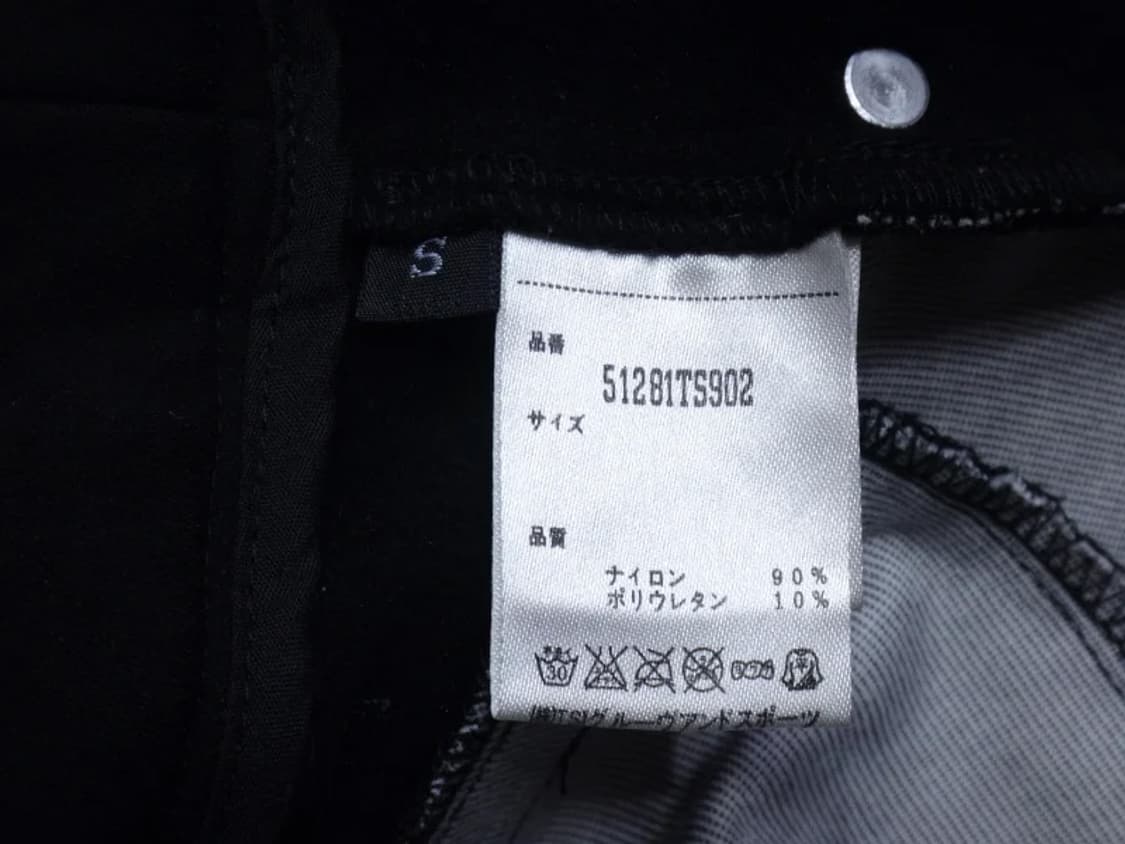 S
品番
51281TS902
サイズ
品質
ナイロン 90%
ポリウレタン 10%
30
(株)TSIグルーヴアンドスポーツ